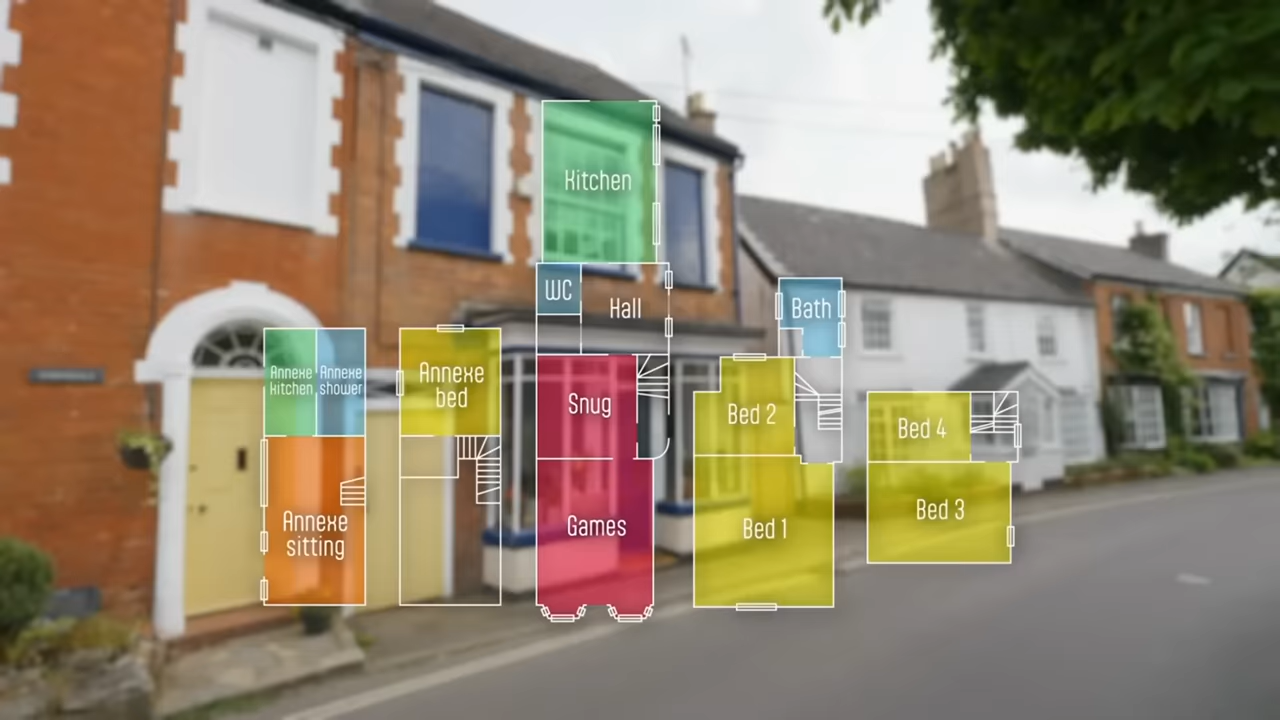 Kitchen
WC
Hall
Bath
Annexe
kitchen
Annexe
shower
Annexe
bed
Snug
Bed 2
Bed 4
Annexe
sitting
Games
Bed 1
Bed 3